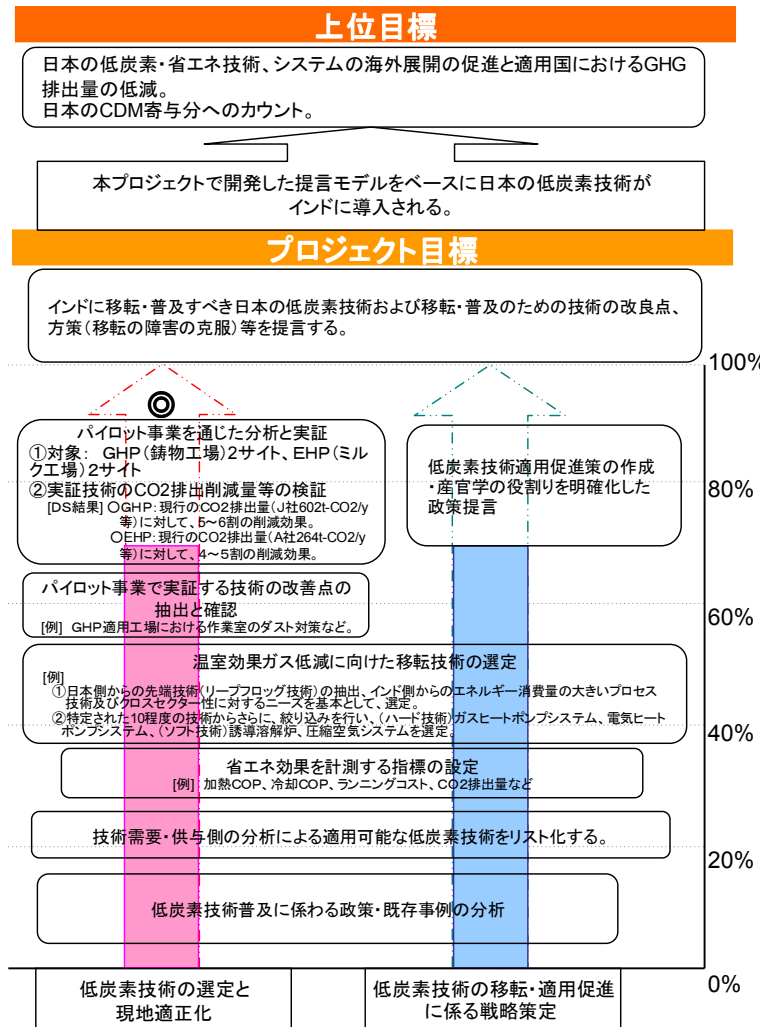 上位目標
日本の低炭素・省エネ技術、システムの海外展開の促進と適用国におけるGHG
排出量の低減。
日本のCDM寄与分へのカウント。
本プロジェクトで開発した提言モデルをベースに日本の低炭素技術が
インドに導入される。
プロジェクト目標
インドに移転・普及すべき日本の低炭素技術および移転・普及のための技術の改良点、
方策（移転の障害の克服）等を提言する。
100%
◎
パイロット事業を通じた分析と実証
①対象： GHP（鋳物工場）2サイト、EHP（ミル
ク工場）2サイト
②実証技術のCO2排出削減量等の検証
[DS結果] 〇GHP：現行のCO2排出量（J社602t-CO2/y
等）に対して、5～6割の削減効果。
〇EHP：現行のCO2排出量（A社264t-CO2/y
等）に対して、4～5割の削減効果。
低炭素技術適用促進策の作成
・産官学の役割りを明確化した
政策提言
80%
パイロット事業で実証する技術の改善点の
抽出と確認
[例] GHP適用工場における作業室のダスト対策など。
60%
温室効果ガス低減に向けた移転技術の選定
[例]
①日本側からの先端技術（リープフロッグ技術）の抽出、インド側からのエネルギー消費量の大きいプロセス
技術及びクロスセクター性に対するニーズを基本として、選定。
②特定された10程度の技術からさらに、絞り込みを行い、（ハード技術）ガスヒートポンプシステム、電気ヒート
ポンプシステム、（ソフト技術）誘導溶解炉、圧縮空気システムを選定。
40%
省エネ効果を計測する指標の設定
[例] 加熱COP、冷却COP、ランニングコスト、CO2排出量など
技術需要・供与側の分析による適用可能な低炭素技術をリスト化する。
20%
低炭素技術普及に係わる政策・既存事例の分析
0%
低炭素技術の選定と
現地適正化
低炭素技術の移転・適用促進
に係る戦略策定